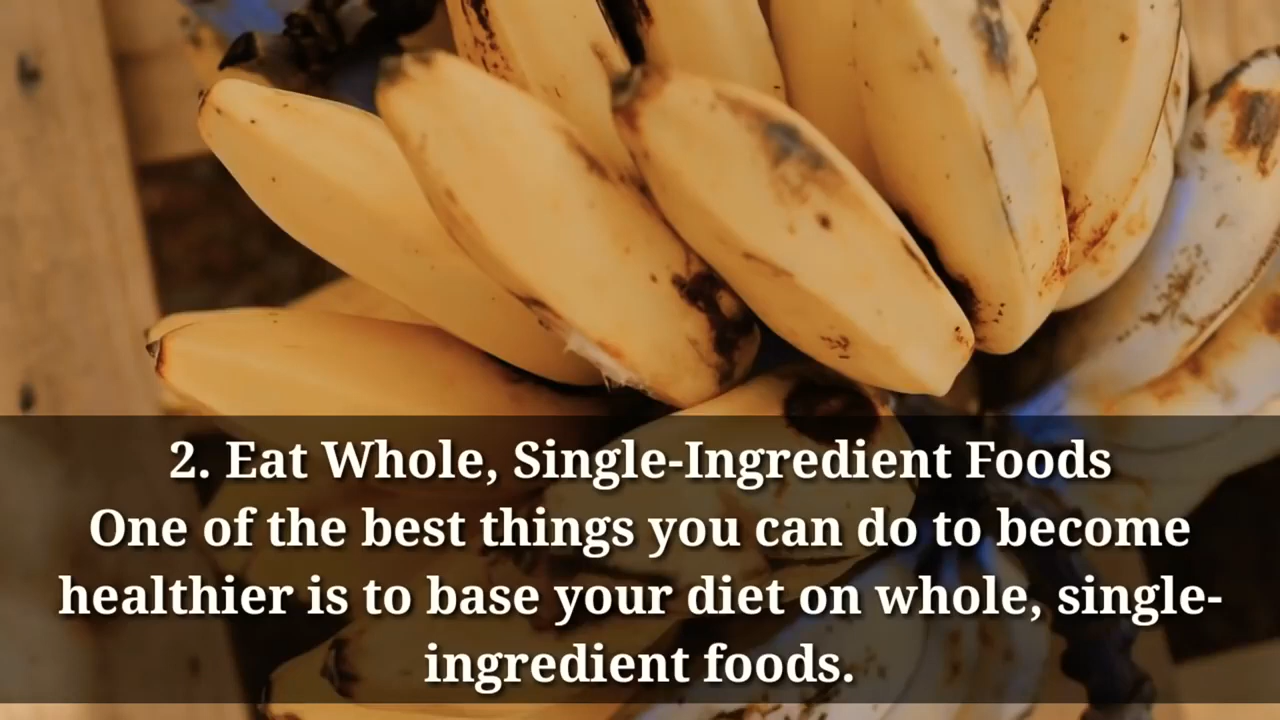 2. Eat Whole, Single-Ingredient Foods
One of the best things you can do to become
healthier is to base your diet on whole, single-
ingredient foods.